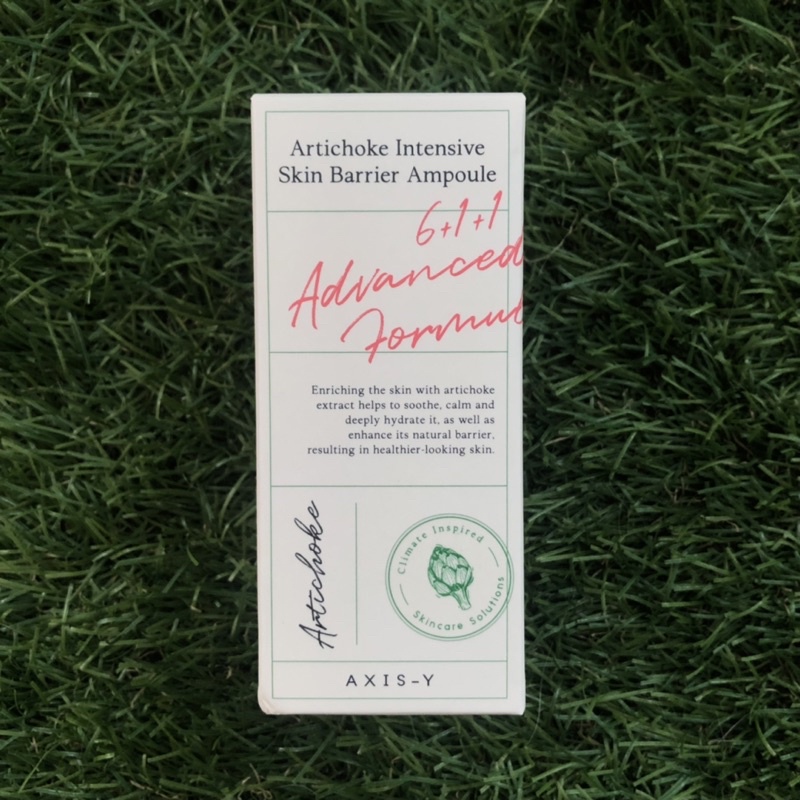 Artichoke Intensive
Skin Barrier Ampoule
6+1+1
Advanced
Formul
Enriching the skin with artichoke
extract helps to soothe, calm and
deeply hydrate it, as well as
enhance its natural barrier,
resulting in healthier-looking skin.
Artichoke
Climate Inspired
Skincare Solutions
AXIS-Y